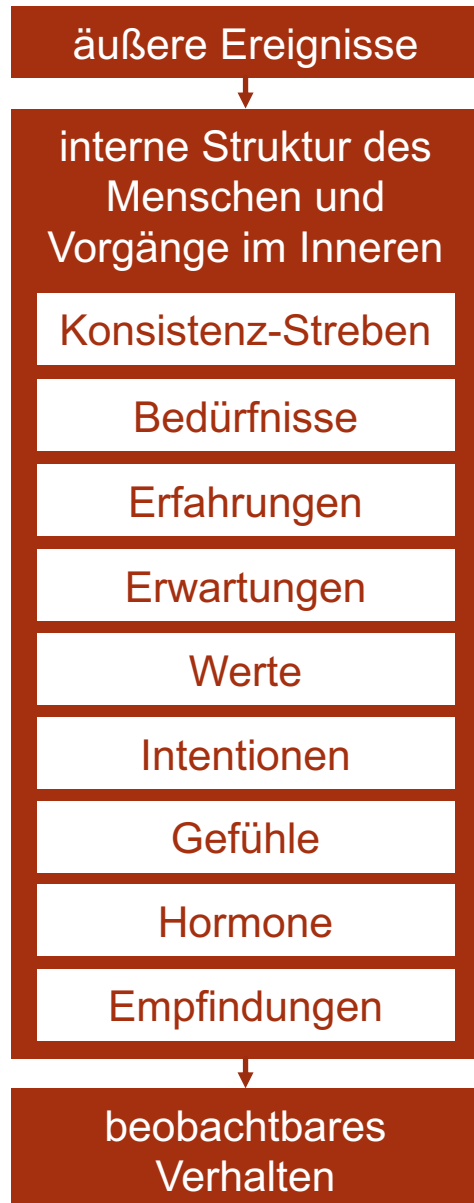 äußere Ereignisse
interne Struktur des
Menschen und
Vorgänge im Inneren
Konsistenz-Streben
Bedürfnisse
Erfahrungen
Erwartungen
Werte
Intentionen
Gefühle
Hormone
Empfindungen
beobachtbares
Verhalten